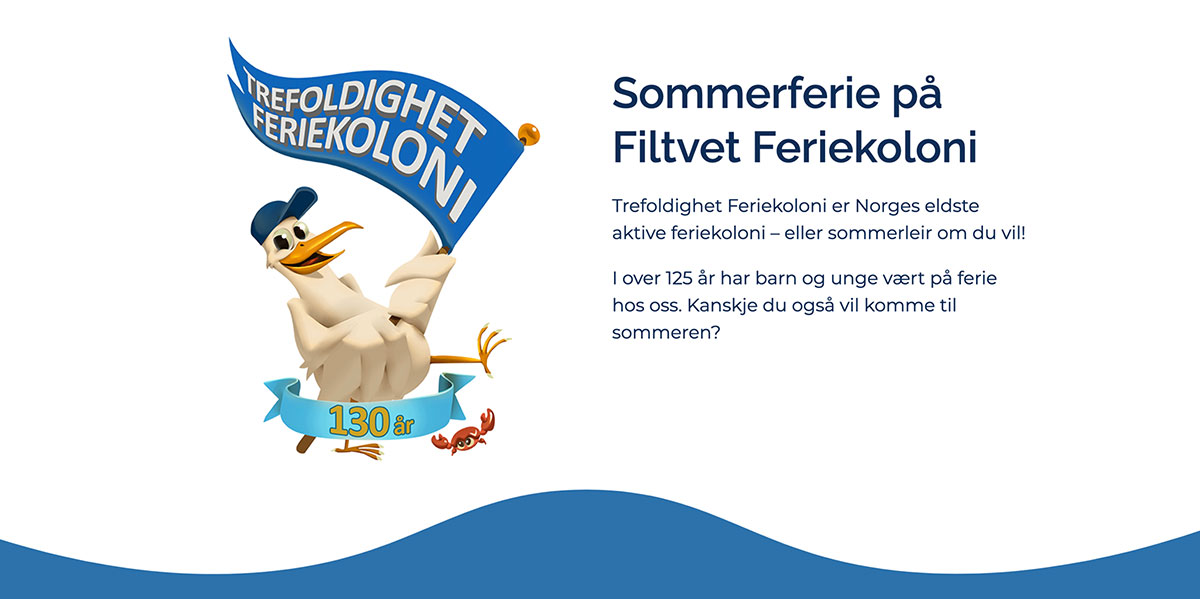 TREFOLDIGHET
FERIEKOLONI
130 år
Sommerferie på
Filtvet Feriekoloni
Trefoldighet Feriekoloni er Norges eldste
aktive feriekoloni – eller sommerleir om du vil!
I over 125 år har barn og unge vært på ferie
hos oss. Kanskje du også vil komme til
sommeren?